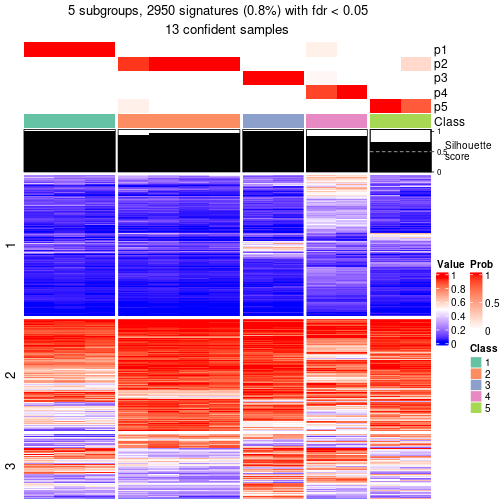 5 subgroups, 2950 signatures (0.8%) with fdr < 0.05
13 confident samples
p1
p2
p3
p4
p5
Class
1
0.5
0
Silhouette
score
1
2
3
Value
1
0.8
0.6
0.4
0.2
0
Prob
1
0.5
0
Class
1
2
3
4
5